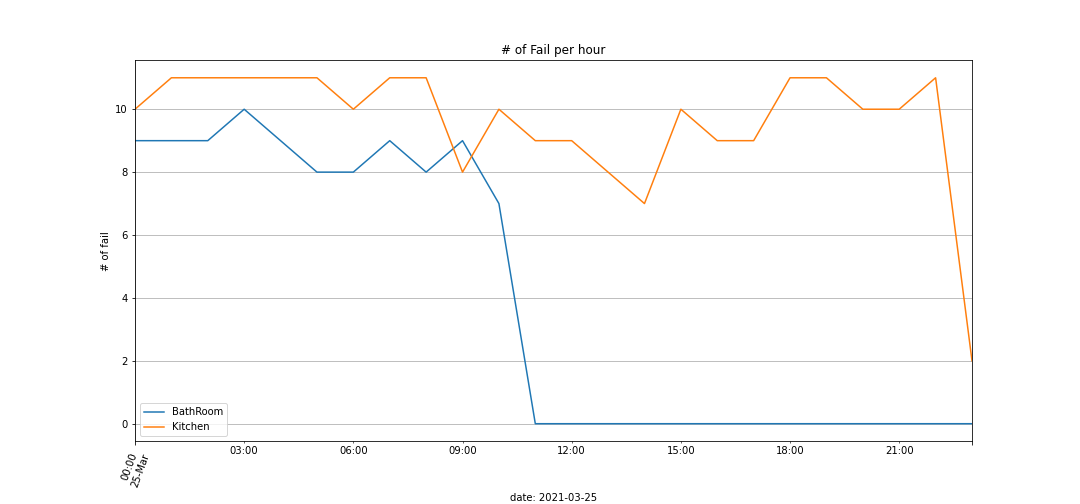 # of Fail per hour
# of fail
10
8
6
4
2
0
BathRoom
Kitchen
00:00
25-Mar
03:00
06:00
09:00
12:00
15:00
18:00
21:00
date: 2021-03-25